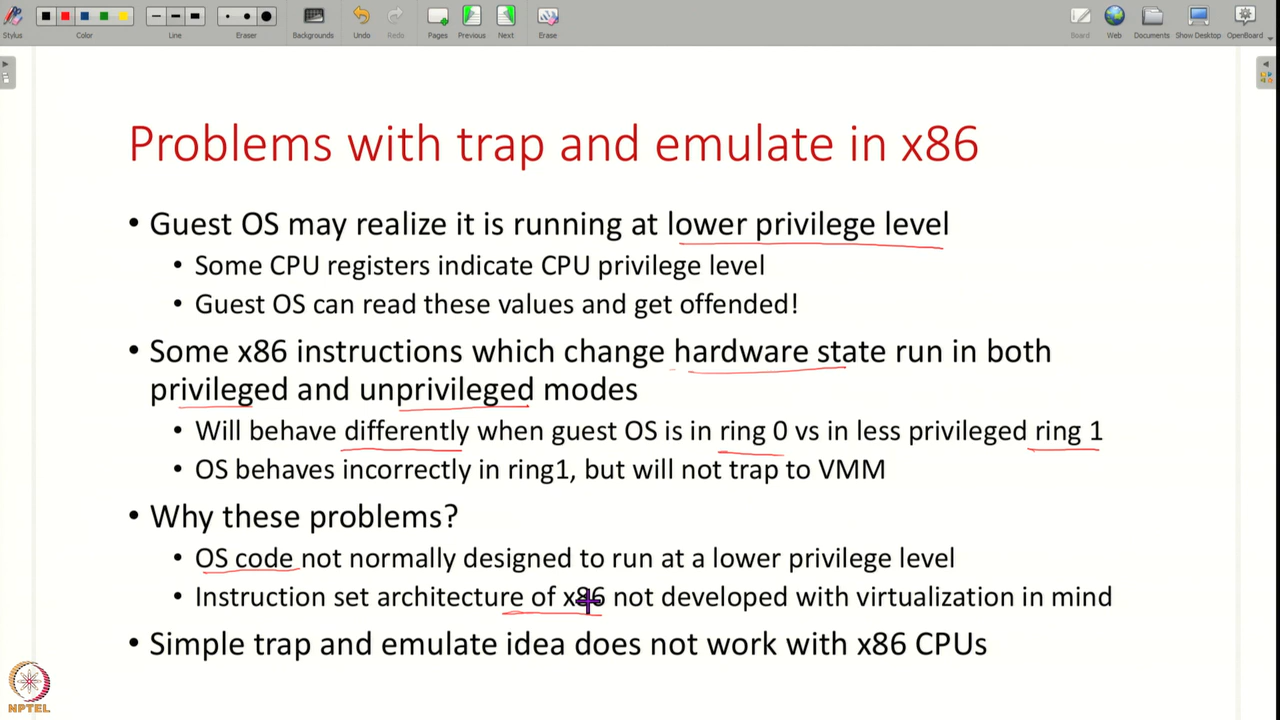 Stylus
Color
Line
Eraser
Backgrounds
Undo
Redo
Pages
Previous
Next
Erase
Board
Web
Documents
Show Desktop
OpenBoard
Problems with trap and emulate in x86
• Guest OS may realize it is running at lower privilege level
• Some CPU registers indicate CPU privilege level
• Guest OS can read these values and get offended!
• Some x86 instructions which change hardware state run in both
privileged and unprivileged modes
• Will behave differently when guest OS is in ring 0 vs in less privileged ring 1
• OS behaves incorrectly in ring1, but will not trap to VMM
• Why these problems?
• OS code not normally designed to run at a lower privilege level
• Instruction set architecture of x86 not developed with virtualization in mind
• Simple trap and emulate idea does not work with x86 CPUs
NPTEL